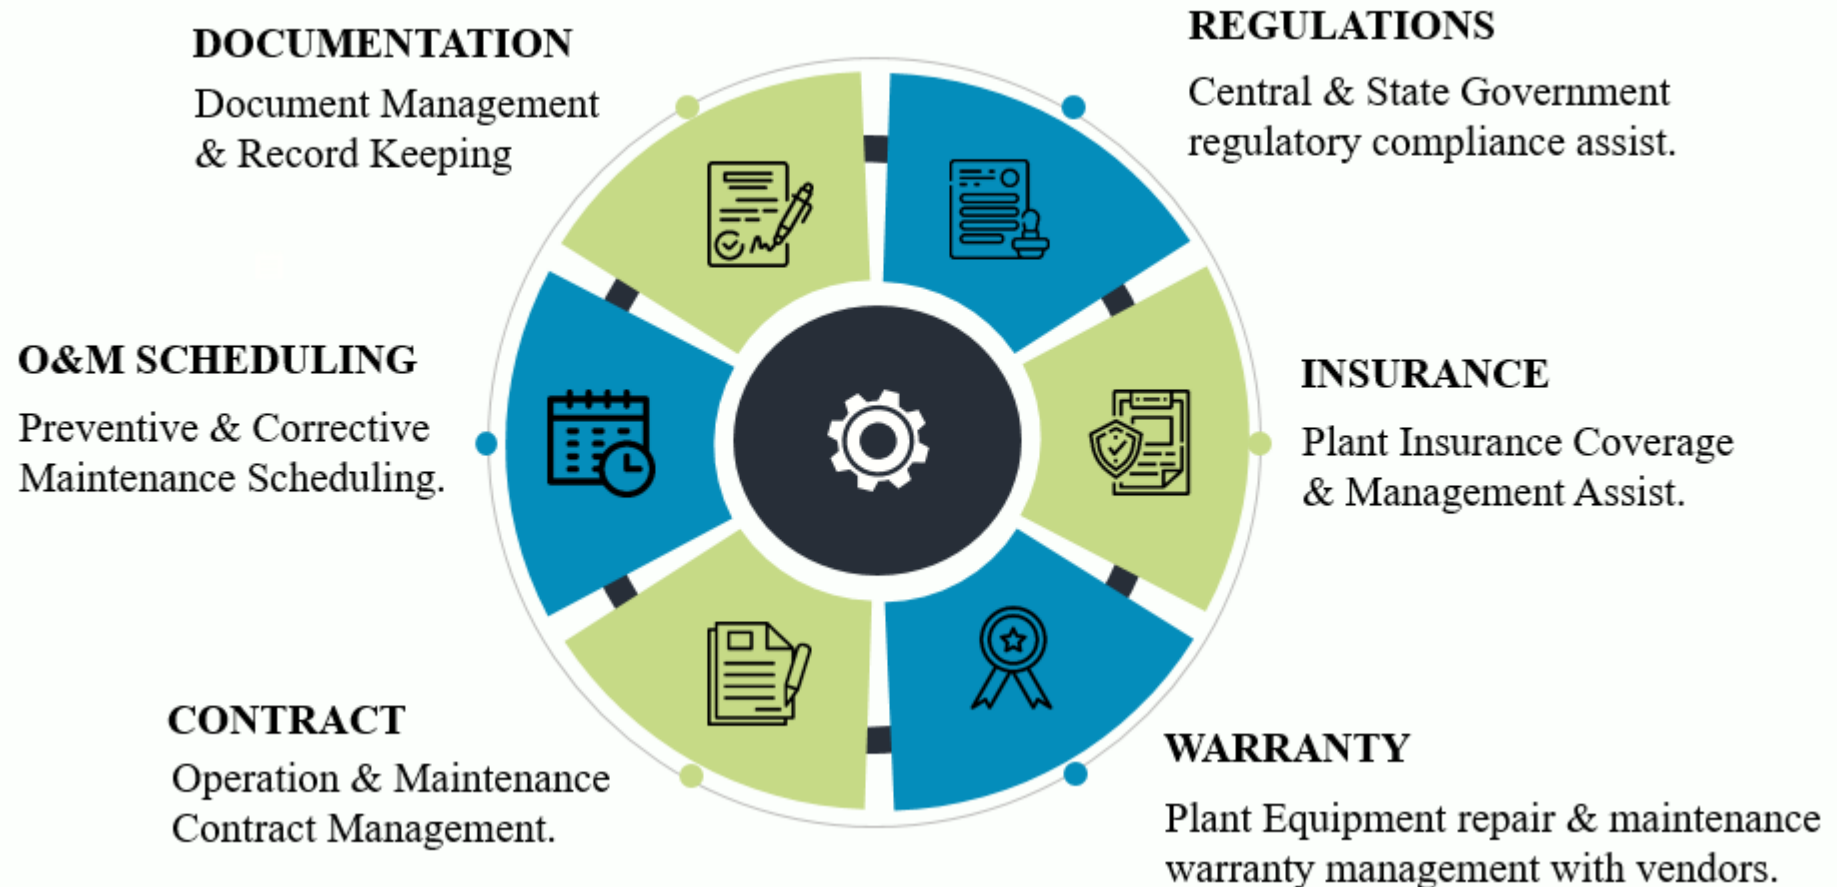 DOCUMENTATION
Document Management
& Record Keeping
REGULATIONS
Central & State Government
regulatory compliance assist.
O&M SCHEDULING
Preventive & Corrective
Maintenance Scheduling.
INSURANCE
Plant Insurance Coverage
& Management Assist.
CONTRACT
Operation & Maintenance
Contract Management.
WARRANTY
Plant Equipment repair & maintenance
warranty management with vendors.